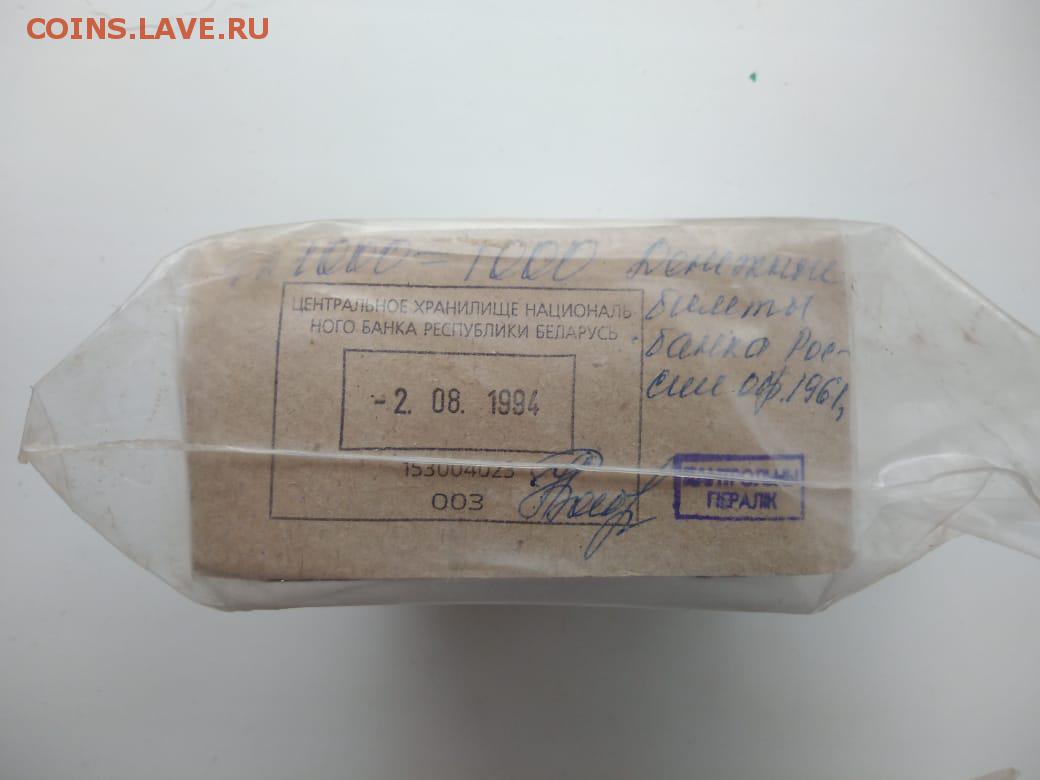 COINS.LAVE.RU
1000=1000 Денежные
билеты
банка Рос-
сии обр.1961,
ЦЕНТРАЛЬНОЕ ХРАНИЛИЩЕ НАЦИОНАЛЬ
НОГО БАНКА РЕСПУБЛИКИ БЕЛАРУСЬ
-2. 08. 1994
153004023
003
КАНТРОЛЬНЫ
ПЕРАЛІК